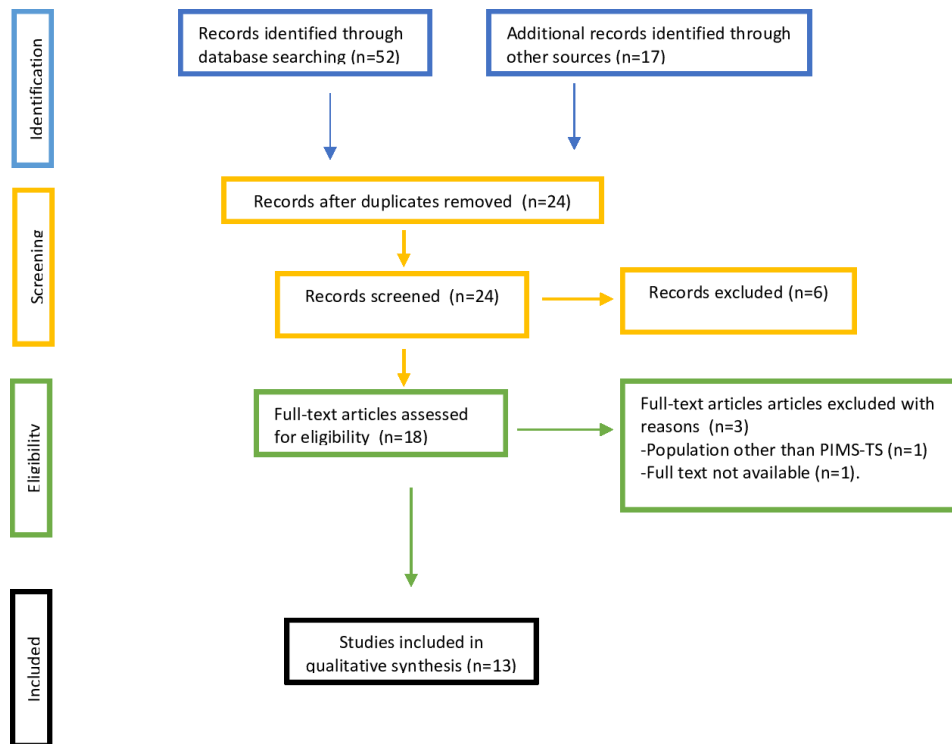 Identification
Records identified through
database searching (n=52)
Additional records identified through
other sources (n=17)
Screening
Records after duplicates removed (n=24)
Records screened (n=24)
Records excluded (n=6)
Eligibility
Full-text articles assessed
for eligibility (n=18)
Full-text articles articles excluded with
reasons (n=3)
-Population other than PIMS-TS (n=1)
-Full text not available (n=1).
Included
Studies included in
qualitative synthesis (n=13)